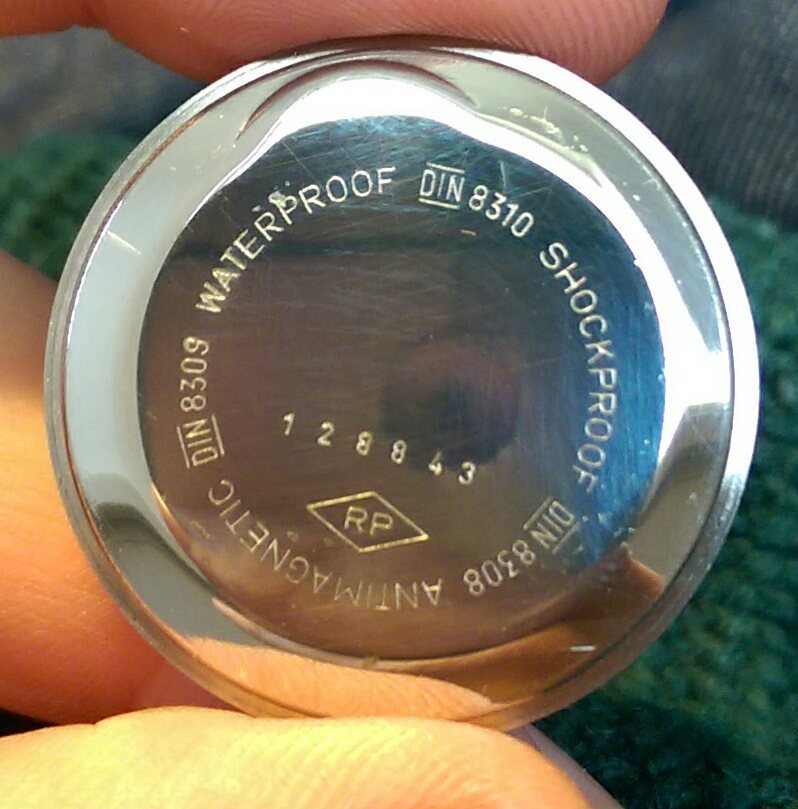 WATERPROOF DIN 8310 SHOCKPROOF DIN 8308 ANTIMAGNETIC DIN 8309
128843
RP